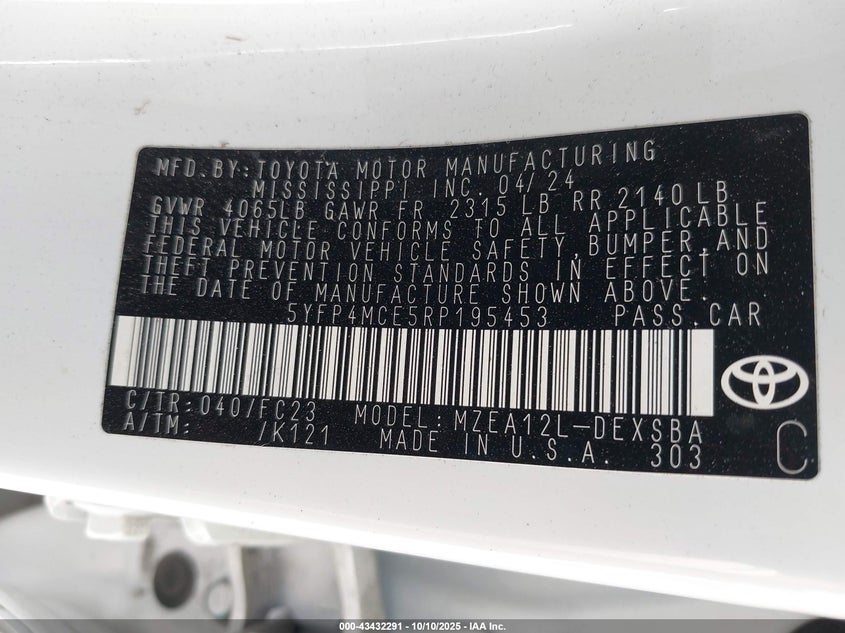 MFD. BY: TOYOTA MOTOR MANUFACTURING
MISSISSIPPI INC. 04/24
GVWR 4065LB GAWR FR 2315 LB RR 2140 LB
THIS VEHICLE CONFORMS TO ALL APPLICABLE
FEDERAL MOTOR VEHICLE SAFETY, BUMPER, AND
THEFT PREVENTION STANDARDS IN EFFECT ON
THE DATE OF MANUFACTURE SHOWN ABOVE.
5YFP4MCE5RP195453 PASS. CAR
C/TR: 040/FC23 MODEL: MZEA12L-DEXSBA
A/TM: /K121 MADE IN U.S.A. 303
C
000-43432291 - 10/10/2025 - IAA Inc.